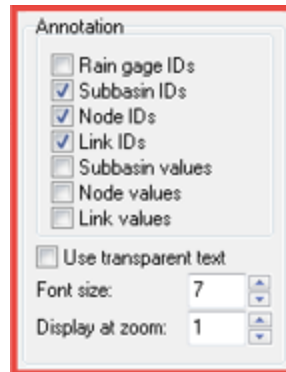 Annotation
Rain gage IDs
Subbasin IDs
Node IDs
Link IDs
Subbasin values
Node values
Link values
Use transparent text
Font size: 7
Display at zoom: 1